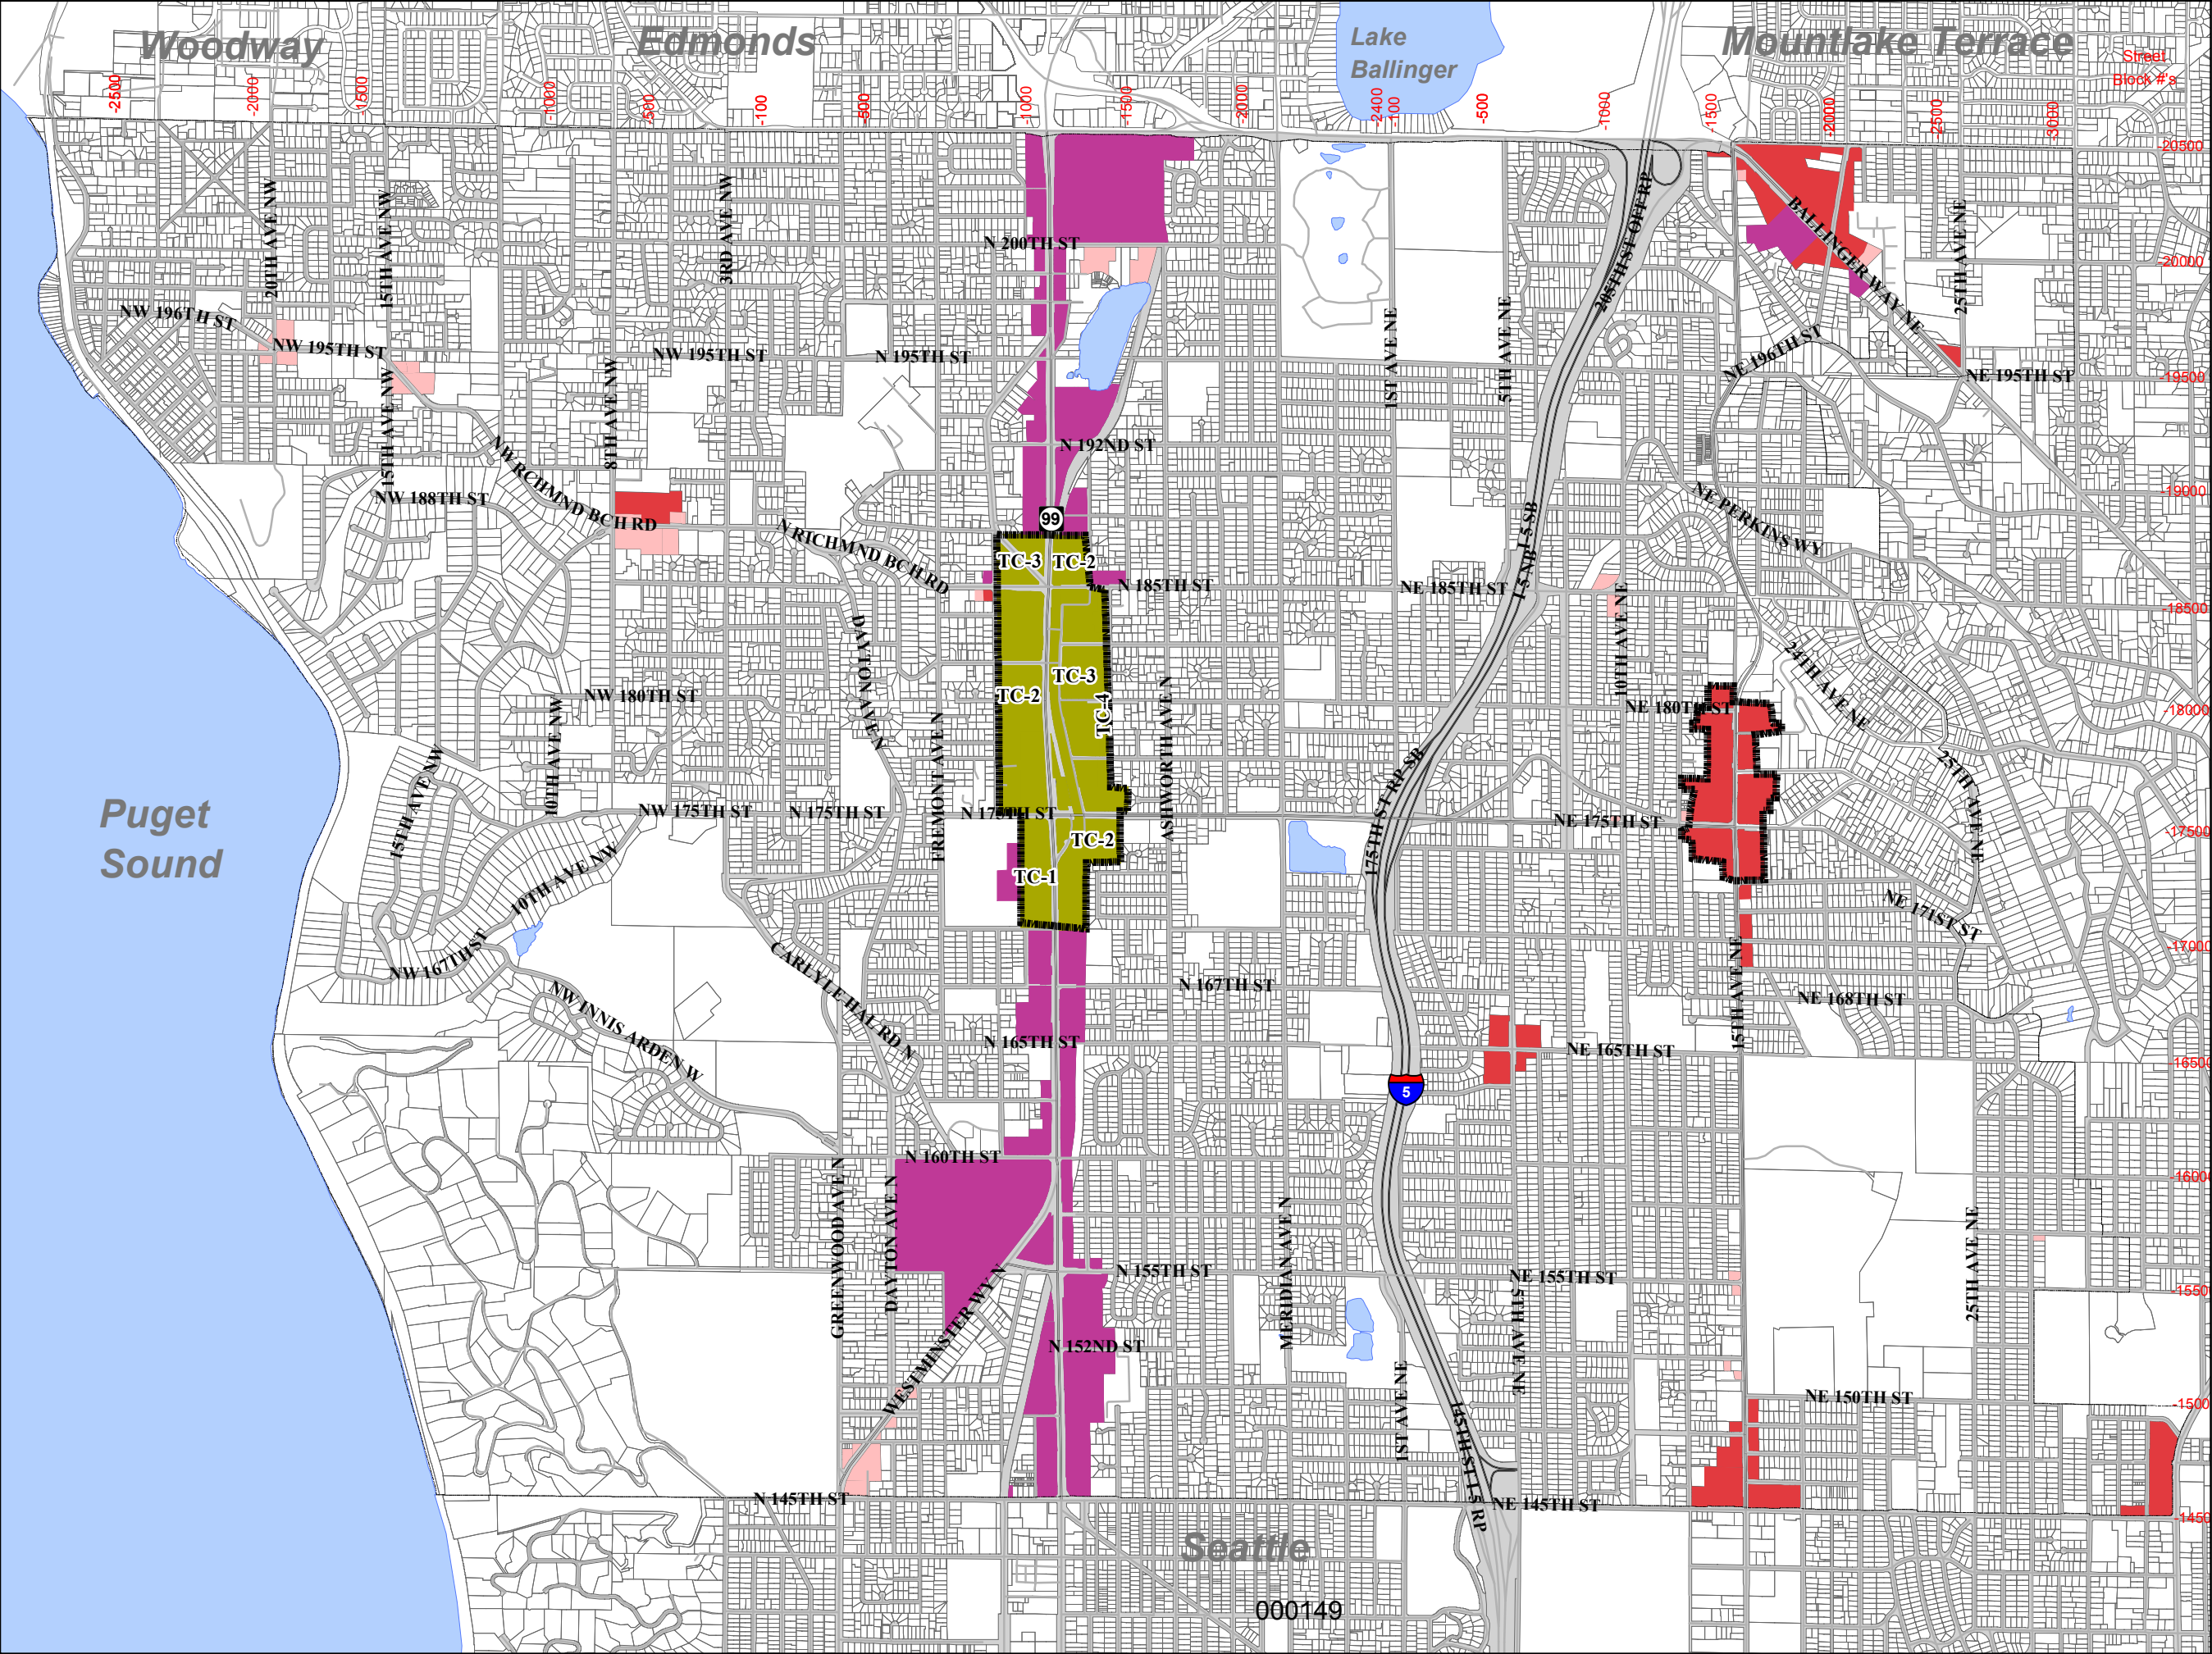 Woodway
Edmonds
Lake
Ballinger
Mountlake Terrace
Street
Block #'s
-2500
-2000
-1500
-1000
-500
-100
-500
-1000
-1500
-2000
-2400
-100
-500
-1000
-1500
-2000
-2500
-3000
-20500
20TH AVE NW
15TH AVE NW
3RD AVE NW
N 200TH ST
205TH ST OFF RP
BALLINGER WAY NE
25TH AVE NE
-20000
NW 196TH ST
NW 195TH ST
NW 195TH ST
N 195TH ST
1ST AVE NE
5TH AVE NE
NE 196TH ST
NE 195TH ST
-19500
15TH AVE NW
8TH AVE NW
N 192ND ST
NW 188TH ST
NW RCHMND BCH RD
N RICHMND BCH RD
99
I-5 SB
I-5 NB
NE PERKINS WY
-19000
TC-3
TC-2
N 185TH ST
NE 185TH ST
10TH AVE NE
-18500
DAYTON AVE N
TC-3
TC-2
TC-4
NW 180TH ST
10TH AVE NW
FREMONT AVE N
ASHWORTH AVE N
NE 180TH ST
24TH AVE NE
-18000
15TH AVE NW
175TH ST RP SB
25TH AVE NE
Puget
Sound
NW 175TH ST
N 175TH ST
N 175TH ST
NE 175TH ST
-17500
TC-2
TC-1
10TH AVE NW
NE 171ST ST
-17000
NW 167TH ST
CARLYLE HAL RD N
N 167TH ST
15TH AVE NE
NE 168TH ST
NW INNIS ARDEN W
N 165TH ST
NE 165TH ST
-16500
5
N 160TH ST
-16000
GREENWOOD AVE N
DAYTON AVE N
MERIDIAN AVE N
25TH AVE NE
WESTMINSTER WY N
N 155TH ST
NE 155TH ST
-1550
5TH AVE NE
N 152ND ST
1ST AVE NE
145TH ST I-5 RP
NE 150TH ST
-1500
N 145TH ST
NE 145TH ST
-1450
Seattle
000149